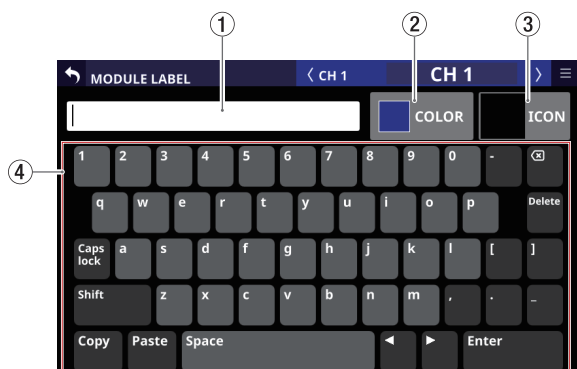 ① ② ③
MODULE LABEL 〈 CH 1 CH 1 〉 ≡
COLOR ICON
④
1 2 3 4 5 6 7 8 9 0 - ⌫
q w e r t y u i o p Delete
Caps lock a s d f g h j k l [ ]
Shift z x c v b n m , . _
Copy Paste Space ◀ ▶ Enter